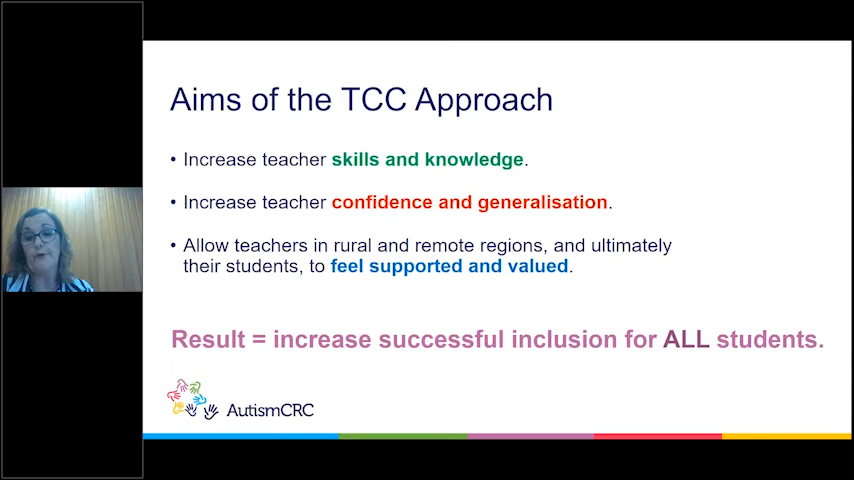 Aims of the TCC Approach
• Increase teacher skills and knowledge.
• Increase teacher confidence and generalisation.
• Allow teachers in rural and remote regions, and ultimately
their students, to feel supported and valued.
Result = increase successful inclusion for ALL students.
AutismCRC